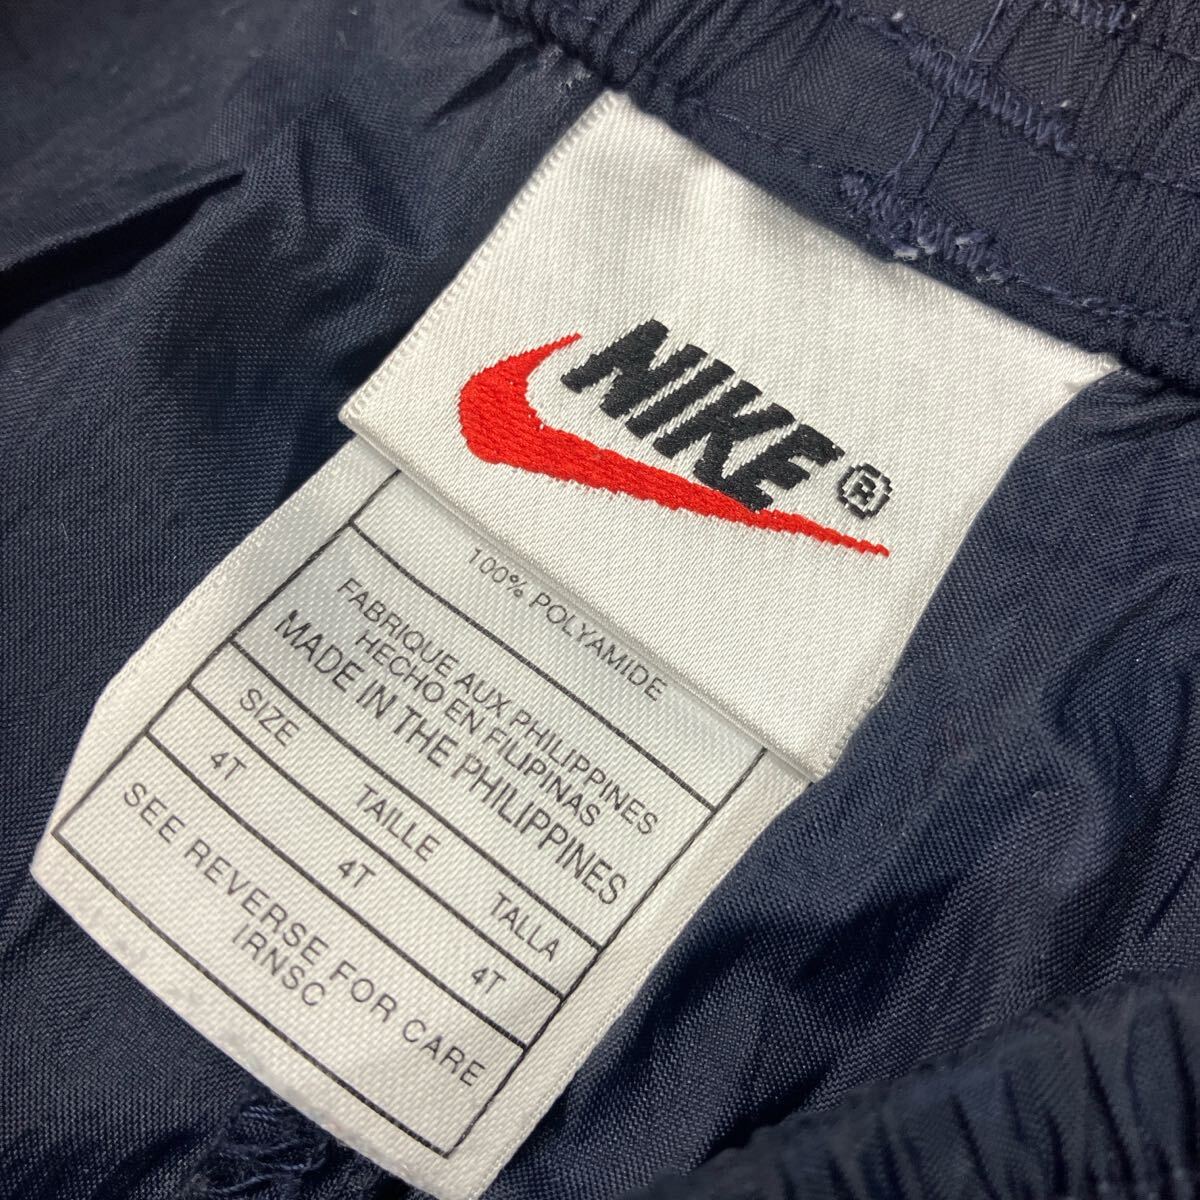 NIKE®
100% POLYAMIDE
FABRIQUE AUX PHILIPPINES
HECHO EN FILIPINAS
MADE IN THE PHILIPPINES
SIZE TAILLE TALLA
4T 4T 4T
SEE REVERSE FOR CARE
IRNSC